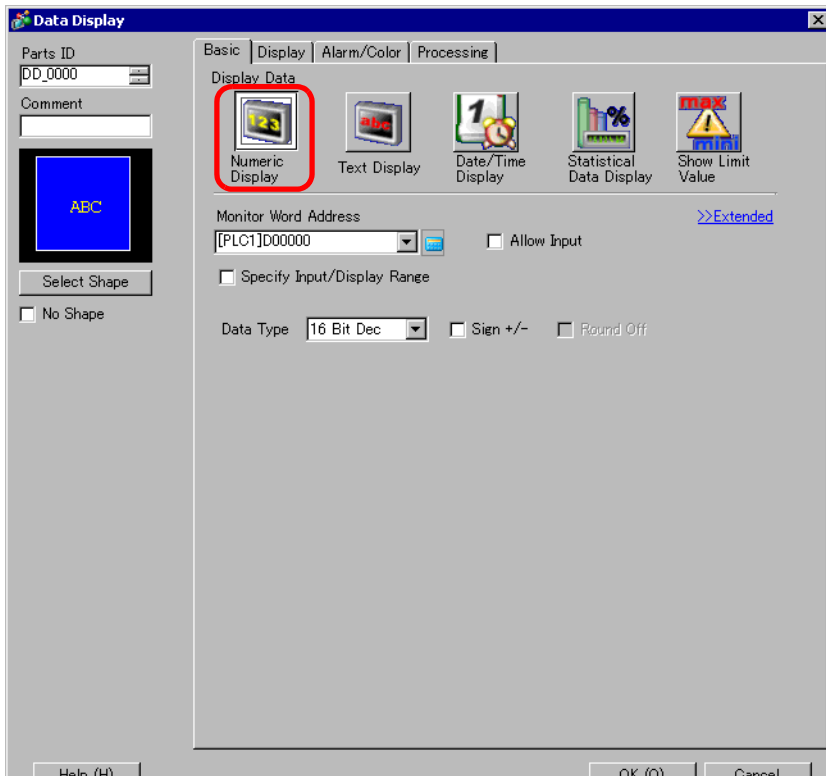 Data Display
Parts ID
DD_0000
Comment
ABC
Select Shape
No Shape
Basic Display Alarm/Color Processing
Display Data
123
Numeric Display
abc
Text Display
1
Date/Time Display
%
Statistical Data Display
max
mini
Show Limit Value
Monitor Word Address
>>Extended
[PLC1]D00000
Allow Input
Specify Input/Display Range
Data Type 16 Bit Dec Sign +/- Round Off
Help (H) OK (O) Cancel